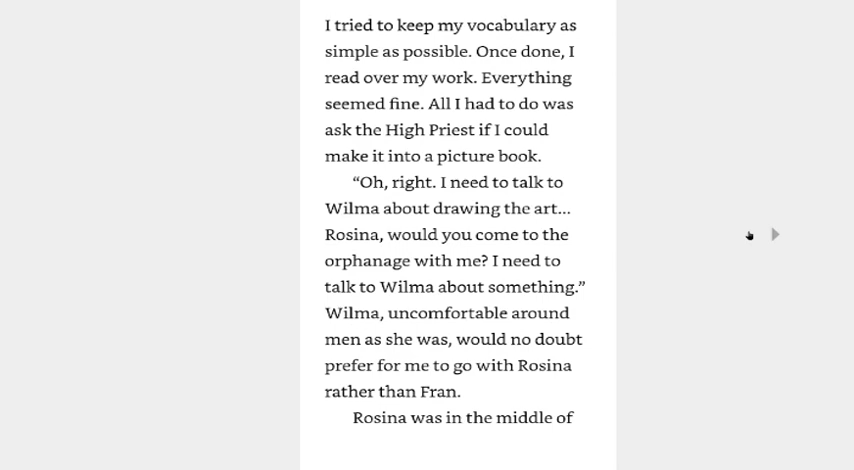 I tried to keep my vocabulary as
simple as possible. Once done, I
read over my work. Everything
seemed fine. All I had to do was
ask the High Priest if I could
make it into a picture book.
“Oh, right. I need to talk to
Wilma about drawing the art...
Rosina, would you come to the
orphanage with me? I need to
talk to Wilma about something.”
Wilma, uncomfortable around
men as she was, would no doubt
prefer for me to go with Rosina
rather than Fran.
Rosina was in the middle of